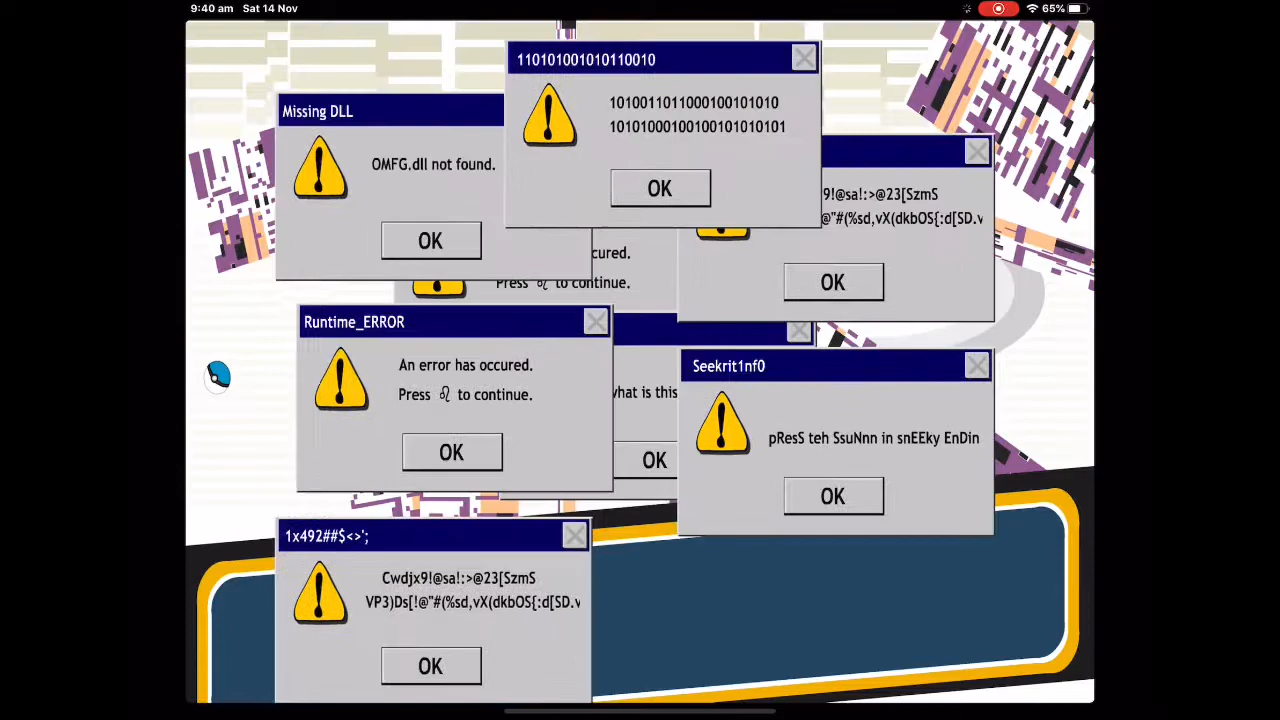 9:40 am Sat 14 Nov
65%
110101001010110010
1010011011000100101010
1010100010010010101010​1
OK
Missing DLL
OMFG.dll not found.
OK
9!@sa!:>@23[SzmS
@"#(%sd,vX(dkbOS{:d[SD.v
OK
cured.
Press ♌ to continue.
Runtime_ERROR
An error has occured.
Press ♌ to continue.
OK
what is this
OK
Seekrit1nf0
pResS teh SsuNnn in snEEky EnDin
OK
1x492##$<>';
Cwdjx9!@sa!:>@23[SzmS
VP3)Ds[!@"#(%sd,vX(dkbOS{:d[SD.v
OK